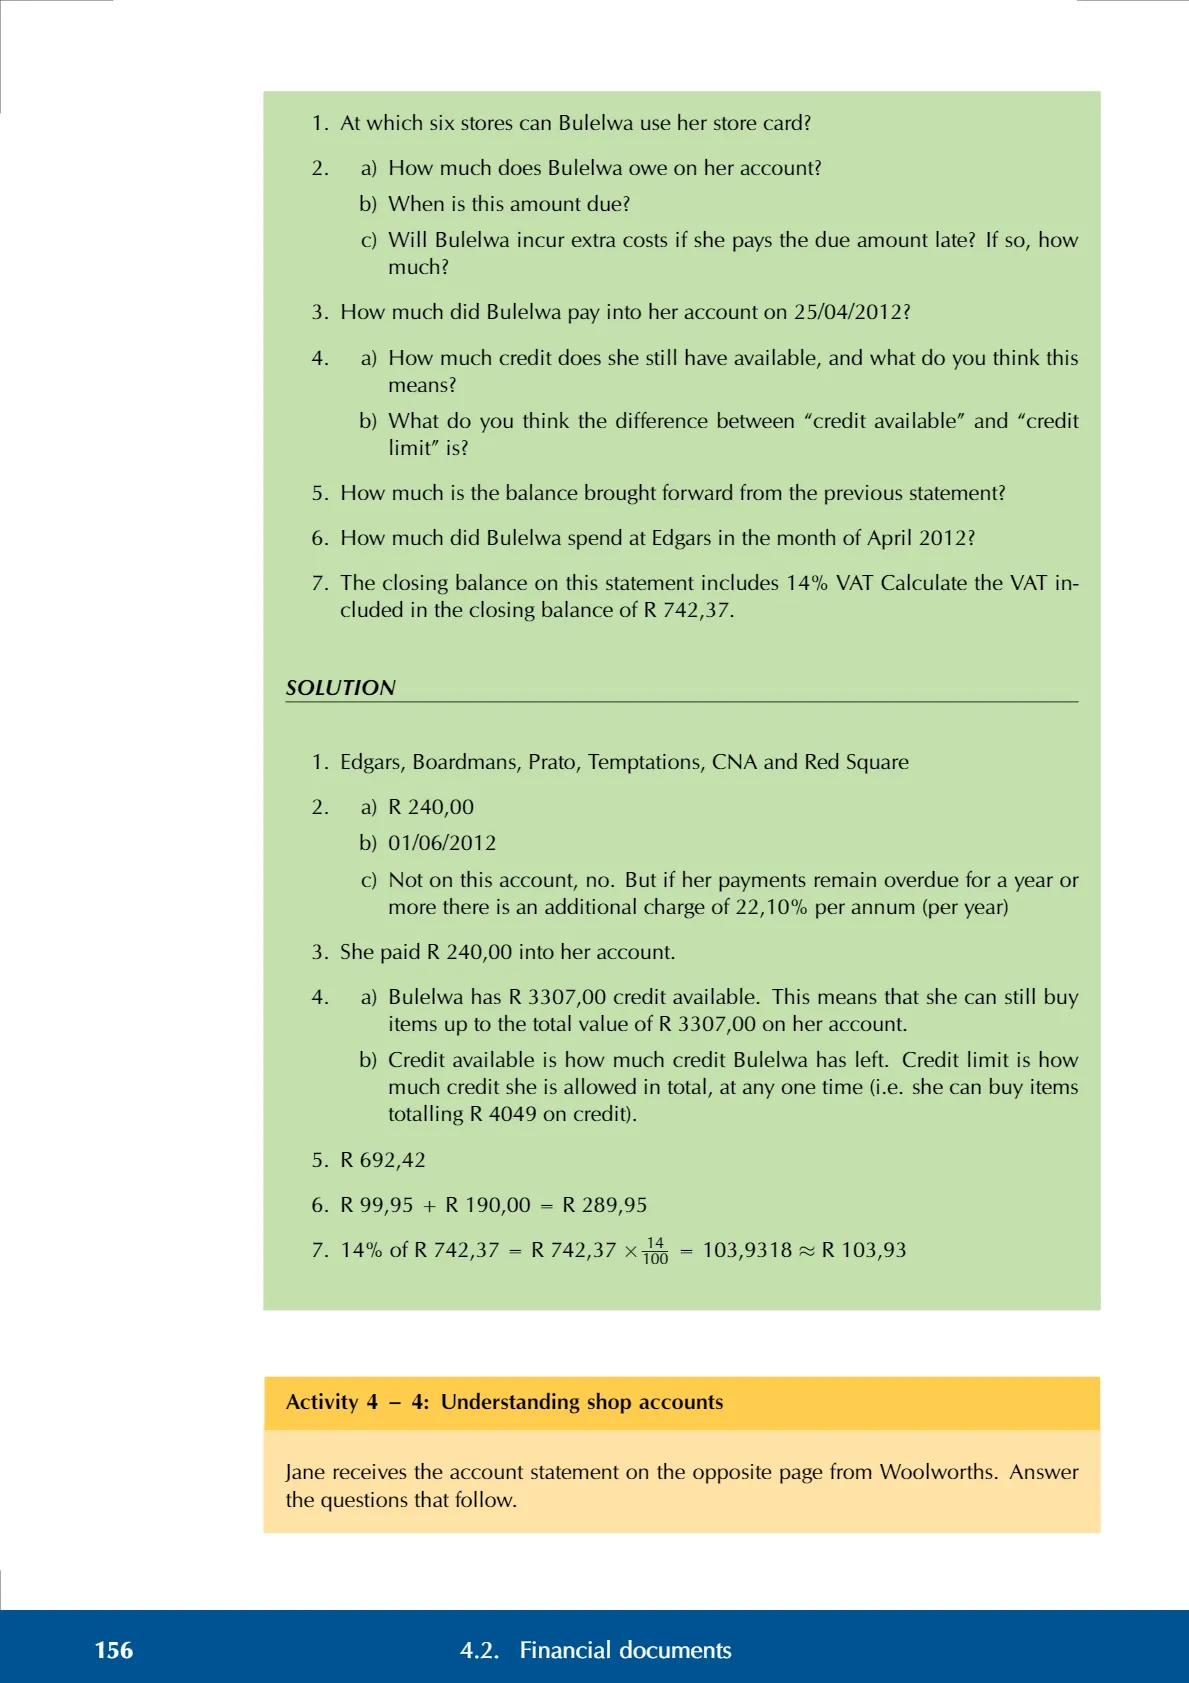 1. At which six stores can Bulelwa use her store card?
2. a) How much does Bulelwa owe on her account?
b) When is this amount due?
c) Will Bulelwa incur extra costs if she pays the due amount late? If so, how
much?
3. How much did Bulelwa pay into her account on 25/04/2012?
4. a) How much credit does she still have available, and what do you think this
means?
b) What do you think the difference between “credit available” and “credit
limit” is?
5. How much is the balance brought forward from the previous statement?
6. How much did Bulelwa spend at Edgars in the month of April 2012?
7. The closing balance on this statement includes 14% VAT Calculate the VAT in-
cluded in the closing balance of R 742,37.
SOLUTION
1. Edgars, Boardmans, Prato, Temptations, CNA and Red Square
2. a) R 240,00
b) 01/06/2012
c) Not on this account, no. But if her payments remain overdue for a year or
more there is an additional charge of 22,10% per annum (per year)
3. She paid R 240,00 into her account.
4. a) Bulelwa has R 3307,00 credit available. This means that she can still buy
items up to the total value of R 3307,00 on her account.
b) Credit available is how much credit Bulelwa has left. Credit limit is how
much credit she is allowed in total, at any one time (i.e. she can buy items
totalling R 4049 on credit).
5. R 692,42
6. R 99,95 + R 190,00 = R 289,95
7. 14% of R 742,37 = R 742,37 × 14/100 = 103,9318 ≈ R 103,93
Activity 4 – 4: Understanding shop accounts
Jane receives the account statement on the opposite page from Woolworths. Answer
the questions that follow.
156 4.2. Financial documents